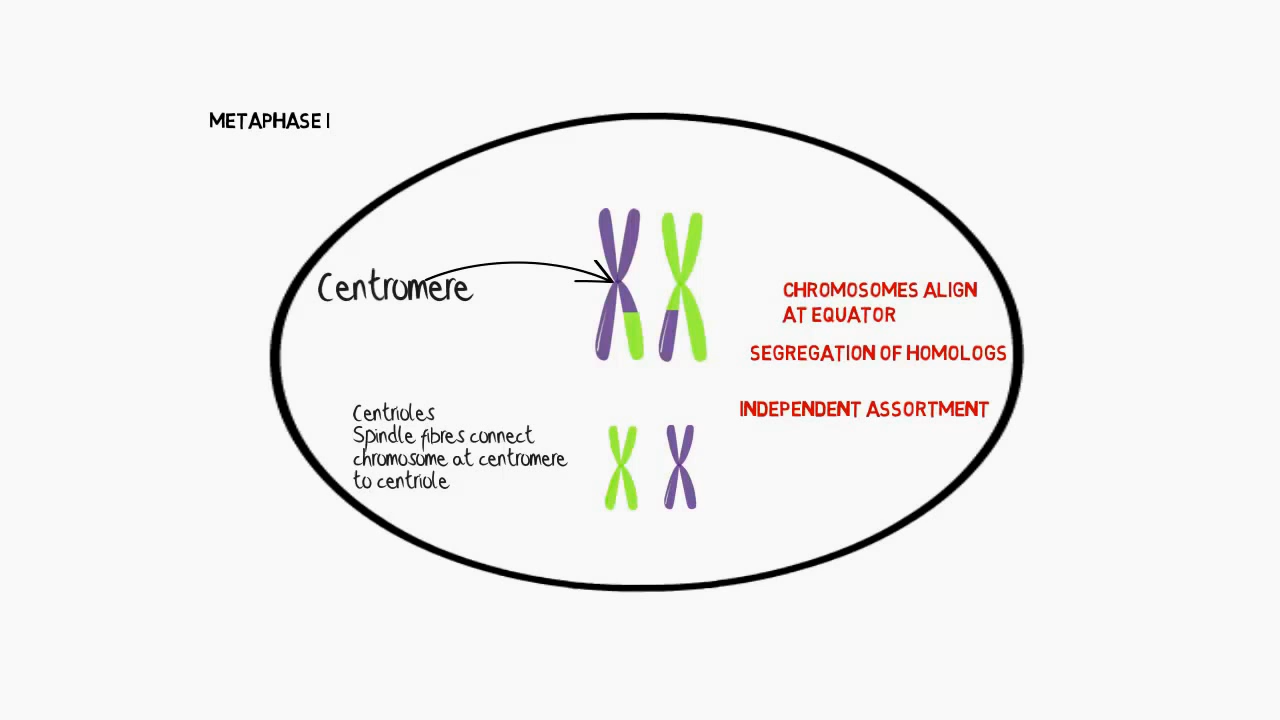 METAPHASE I
Centromere
CHROMOSOMES ALIGN
AT EQUATOR
SEGREGATION OF HOMOLOGS
INDEPENDENT ASSORTMENT
Centrioles
Spindle fibres connect
chromosome at centromere
to centriole